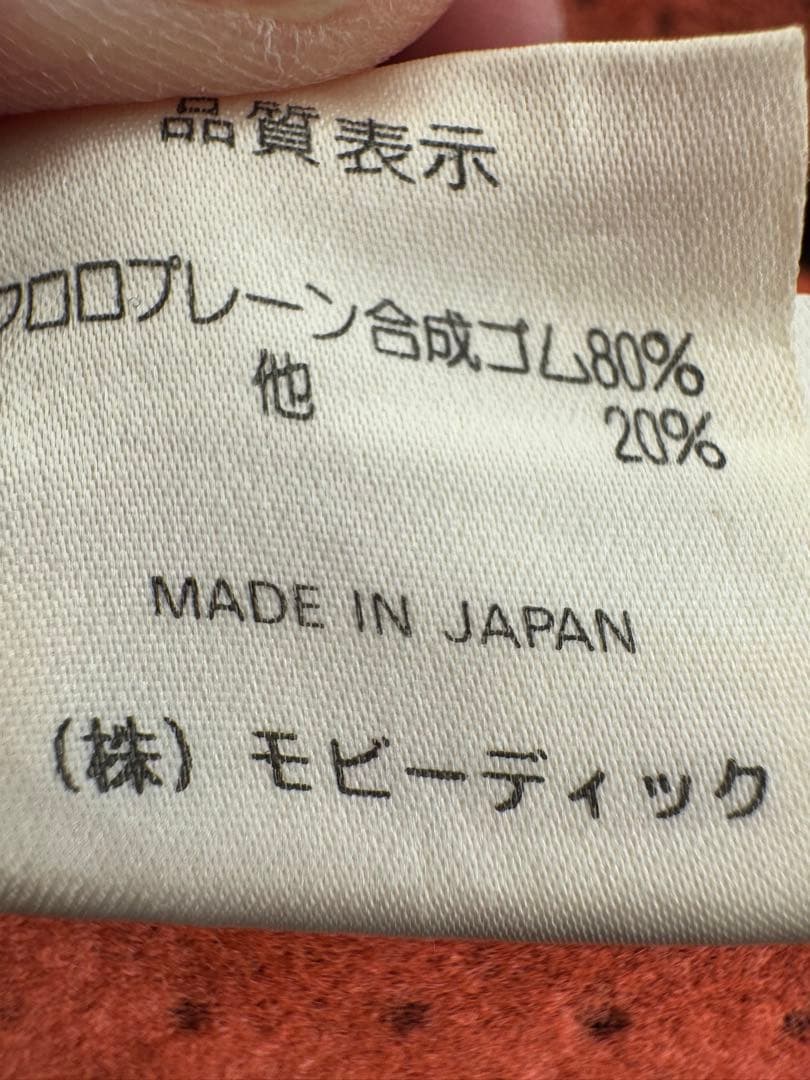 品質表示
クロロプレーン合成ゴム80%
他 20%
MADE IN JAPAN
(株) モビーディック